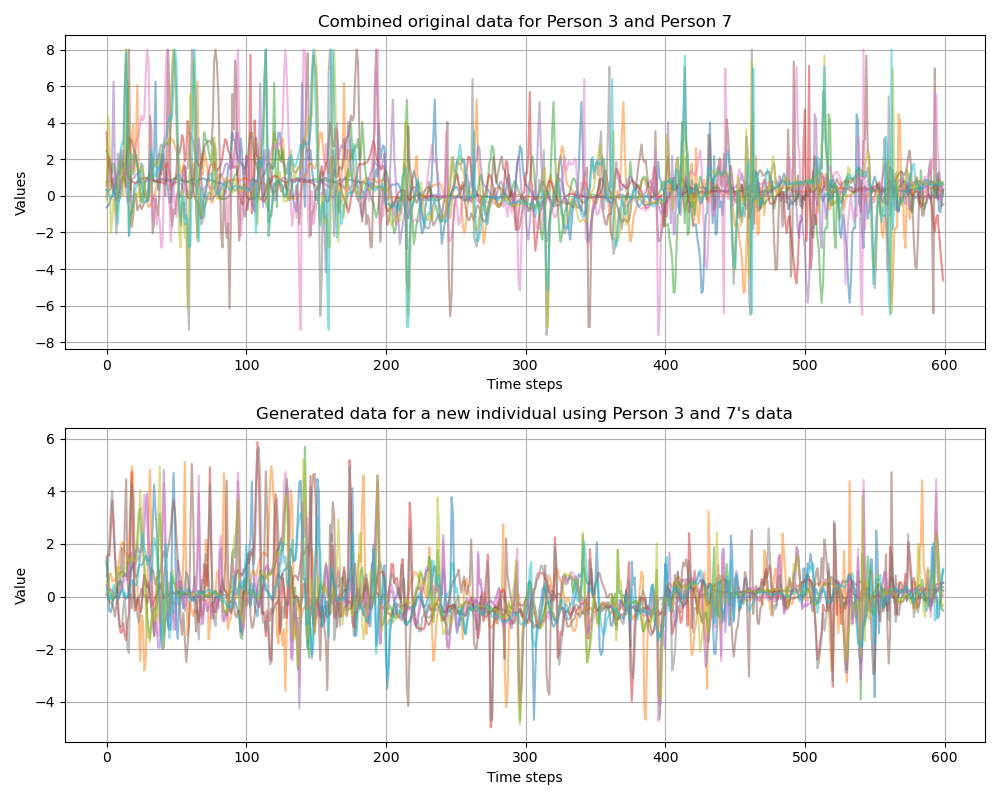 Combined original data for Person 3 and Person 7
8
6
4
2
0
−2
−4
−6
−8
Values
0 100 200 300 400 500 600
Time steps
Generated data for a new individual using Person 3 and 7's data
6
4
2
0
−2
−4
Value
0 100 200 300 400 500 600
Time steps